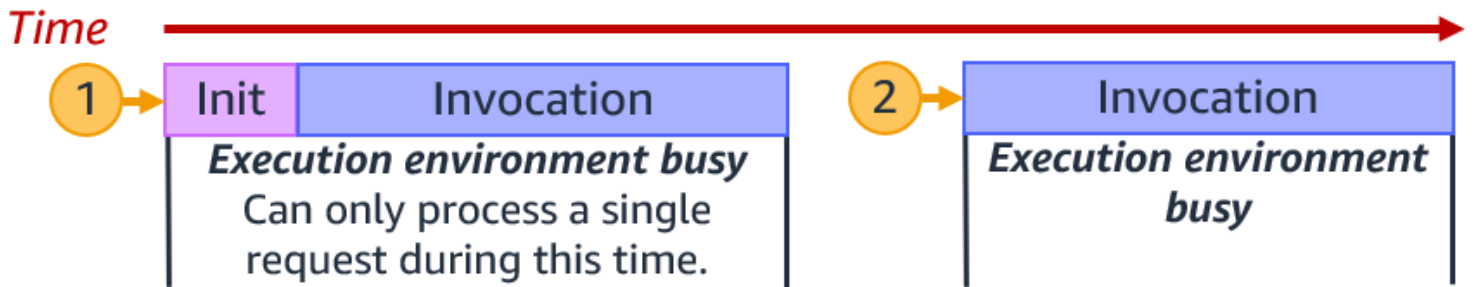 Time
1
Init
Invocation
2
Invocation
Execution environment busy
Can only process a single
request during this time.
Execution environment
busy